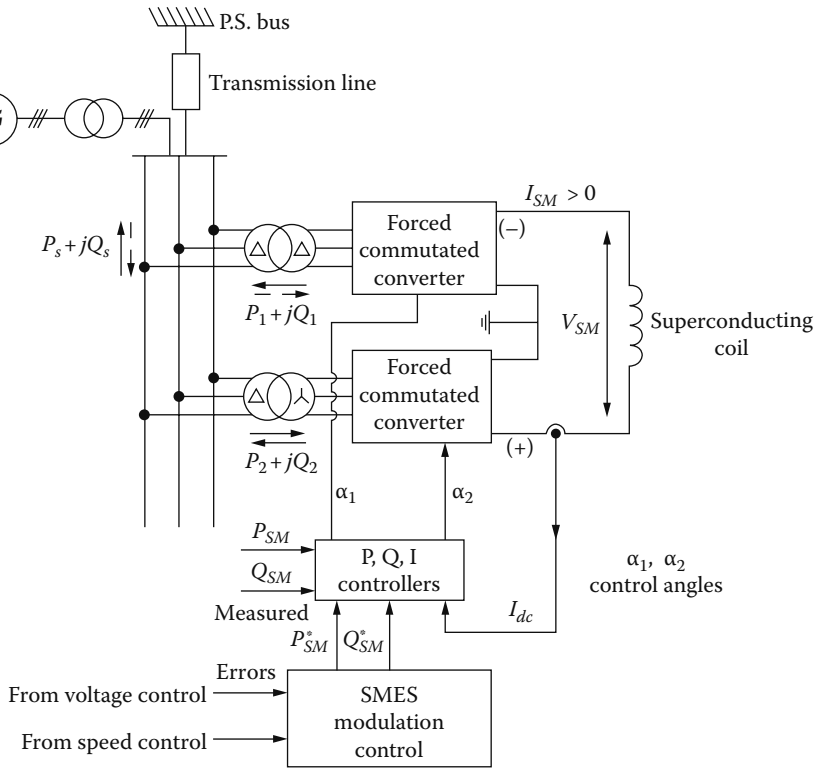 P.S. bus
Transmission line
G
I_SM > 0
Forced
commutated
converter
(–)
P_s + jQ_s
Δ Δ
P_1 + jQ_1
V_SM
Superconducting
coil
Forced
commutated
converter
Δ
(+)
P_2 + jQ_2
α_1
α_2
P_SM
P, Q, I
controllers
α_1, α_2
control angles
Q_SM
Measured
I_dc
P*_SM Q*_SM
Errors
From voltage control
SMES
modulation
control
From speed control